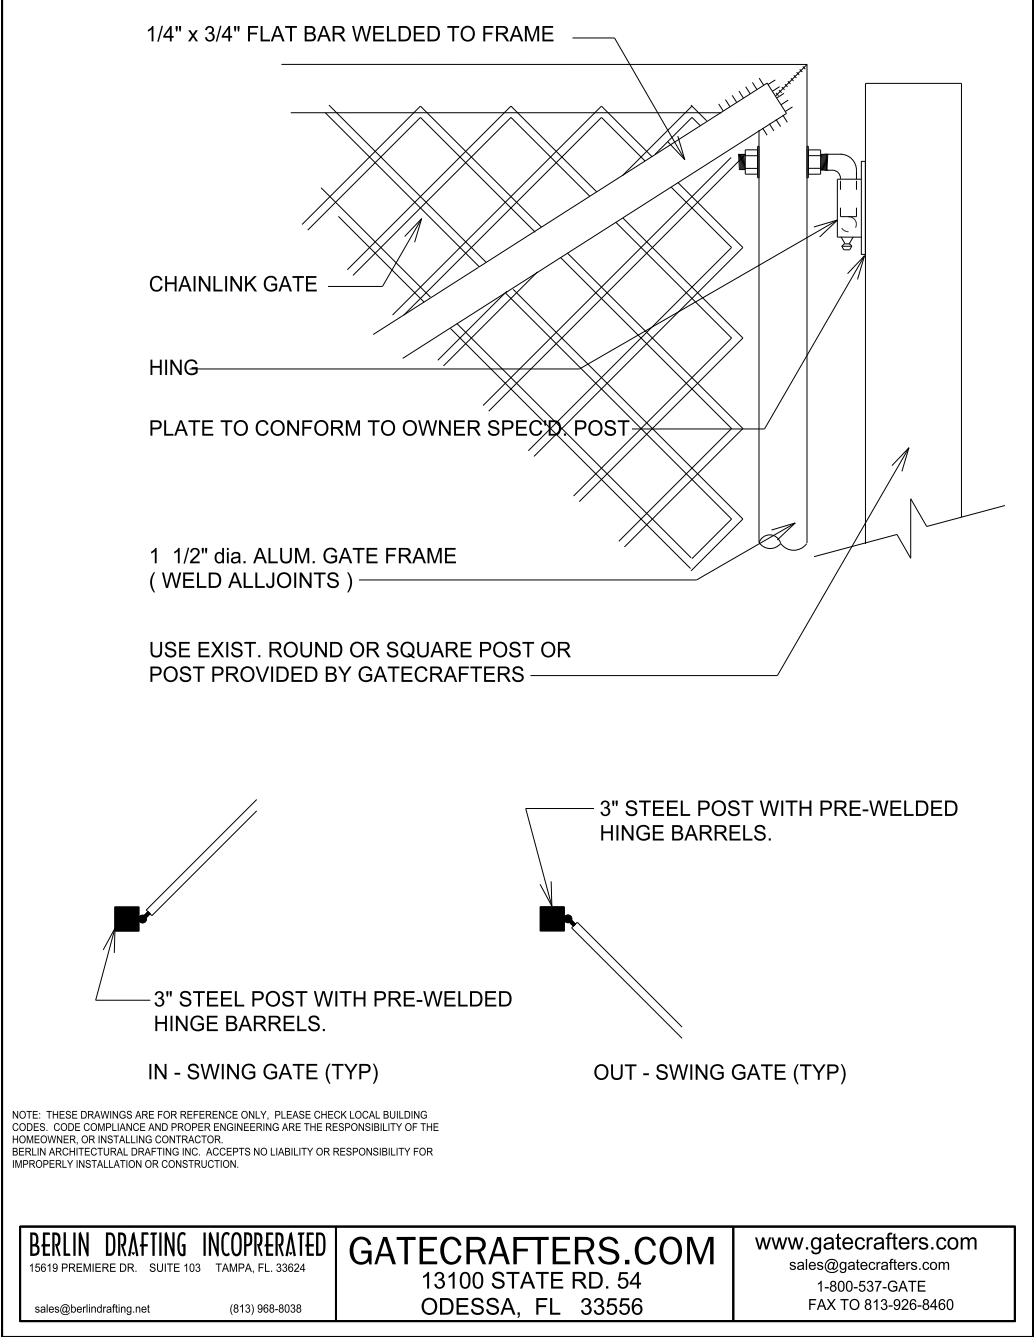 1/4" x 3/4" FLAT BAR WELDED TO FRAME
CHAINLINK GATE
HING
PLATE TO CONFORM TO OWNER SPEC'D. POST
1 1/2" dia. ALUM. GATE FRAME
( WELD ALLJOINTS )
USE EXIST. ROUND OR SQUARE POST OR
POST PROVIDED BY GATECRAFTERS
3" STEEL POST WITH PRE-WELDED
HINGE BARRELS.
3" STEEL POST WITH PRE-WELDED
HINGE BARRELS.
IN - SWING GATE (TYP)
OUT - SWING GATE (TYP)
NOTE: THESE DRAWINGS ARE FOR REFERENCE ONLY, PLEASE CHECK LOCAL BUILDING
CODES. CODE COMPLIANCE AND PROPER ENGINEERING ARE THE RESPONSIBILITY OF THE
HOMEOWNER, OR INSTALLING CONTRACTOR.
BERLIN ARCHITECTURAL DRAFTING INC. ACCEPTS NO LIABILITY OR RESPONSIBILITY FOR
IMPROPERLY INSTALLATION OR CONSTRUCTION.
BERLIN DRAFTING INCOPRERATED
15619 PREMIERE DR. SUITE 103 TAMPA, FL. 33624
sales@berlindrafting.net (813) 968-8038
GATECRAFTERS.COM
13100 STATE RD. 54
ODESSA, FL 33556
www.gatecrafters.com
sales@gatecrafters.com
1-800-537-GATE
FAX TO 813-926-8460